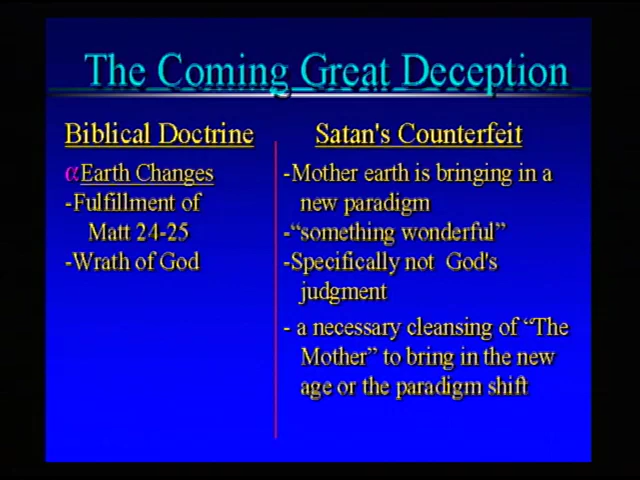 The Coming Great Deception
Biblical Doctrine
αEarth Changes
-Fulfillment of
Matt 24-25
-Wrath of God
Satan's Counterfeit
-Mother earth is bringing in a
new paradigm
-“something wonderful”
-Specifically not God's
judgment
- a necessary cleansing of “The
Mother” to bring in the new
age or the paradigm shift